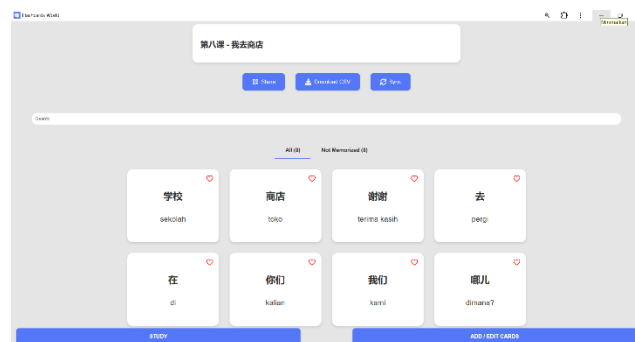 Flashcards World
第八课 - 我去商店
Share
Download CSV
Sync
Search
All (8)
Not Memorized (8)
学校
sekolah
商店
toko
谢谢
terima kasih
去
pergi
在
di
你们
kalian
我们
kami
哪儿
dimana?
STUDY
ADD / EDIT CARDS